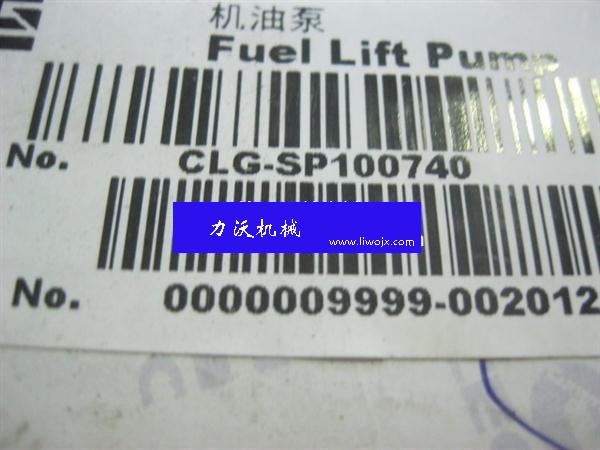 机油泵
Fuel Lift Pump
No. CLG-SP100740
力沃机械
www.liwojx.com
No. 0000009999-002012